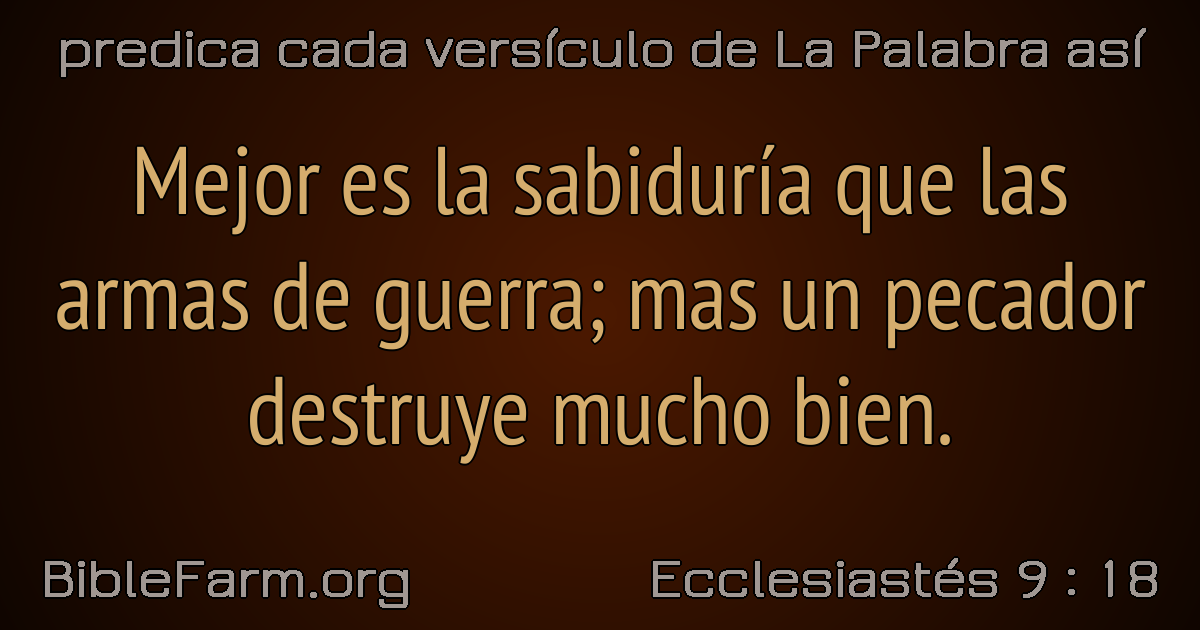 predica cada versículo de La Palabra así
Mejor es la sabiduría que las
armas de guerra; mas un pecador
destruye mucho bien.
BibleFarm.org
Ecclesiastés 9 : 18